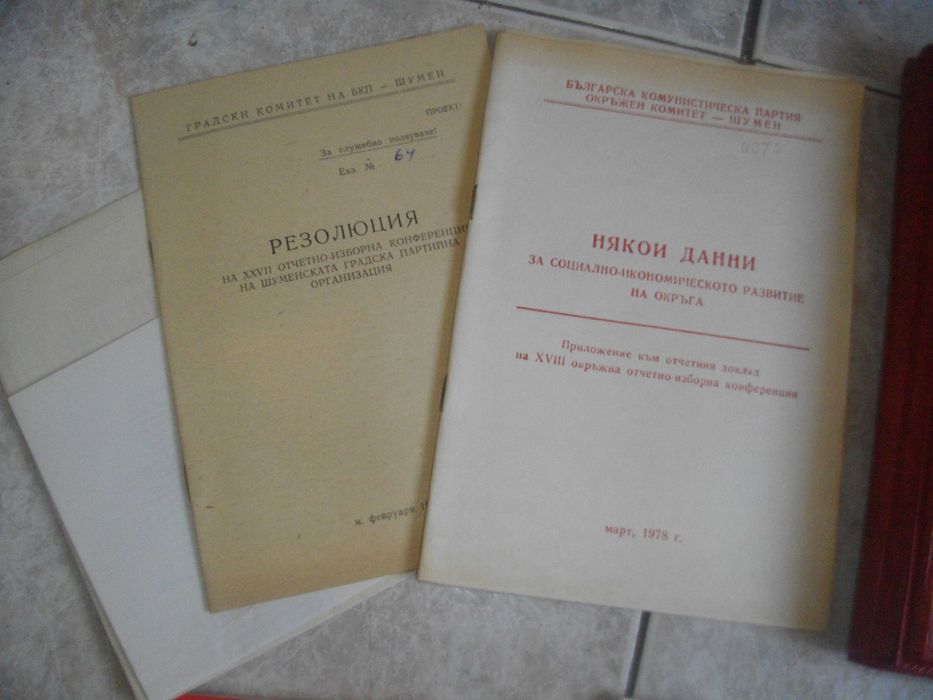 ГРАДСКИ КОМИТЕТ НА БКП — ШУМЕН
ПРОЕКТ!
За служебно ползуване!
Екз. № 64
РЕЗОЛЮЦИЯ
НА XXVII ОТЧЕТНО-ИЗБОРНА КОНФЕРЕНЦИЯ
НА ШУМЕНСКАТА ГРАДСКА ПАРТИЙНА
ОРГАНИЗАЦИЯ
м. февруари
БЪЛГАРСКА КОМУНИСТИЧЕСКА ПАРТИЯ
ОКРЪЖЕН КОМИТЕТ — ШУМЕН
НЯКОИ ДАННИ
ЗА СОЦИАЛНО-ИКОНОМИЧЕСКОТО РАЗВИТИЕ
НА ОКРЪГА
Приложение към отчетния доклад
на XVIII окръжна отчетно-изборна конференция
март, 1978 г.